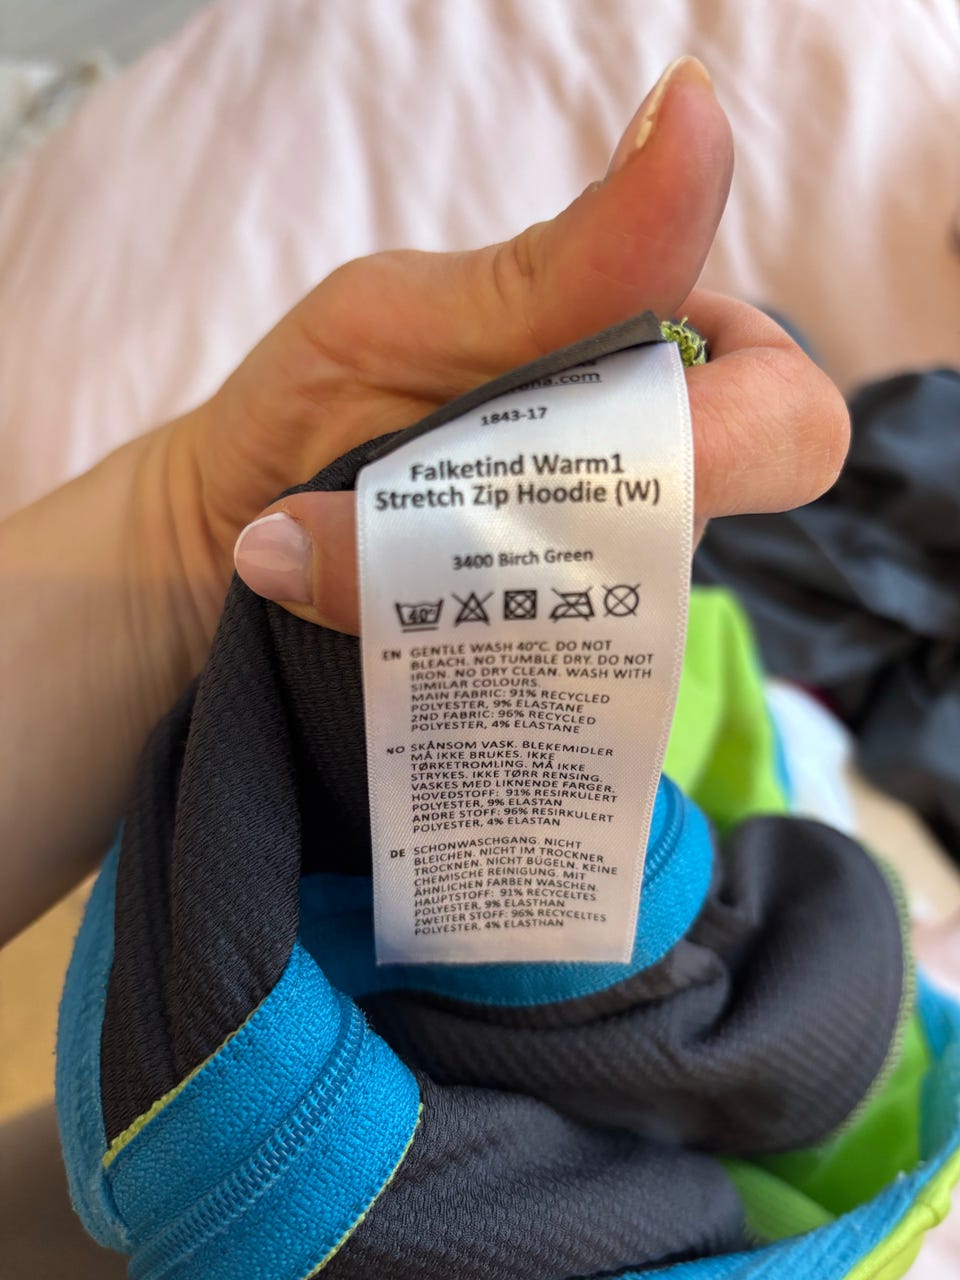 1843-17
Falketind Warm1
Stretch Zip Hoodie (W)
3400 Birch Green
40°
EN GENTLE WASH 40°C. DO NOT
BLEACH. NO TUMBLE DRY. DO NOT
IRON. NO DRY CLEAN. WASH WITH
SIMILAR COLOURS.
MAIN FABRIC: 91% RECYCLED
POLYESTER, 9% ELASTANE
2ND FABRIC: 96% RECYCLED
POLYESTER, 4% ELASTANE
NO SKÅNSOM VASK. BLEKEMIDLER
MÅ IKKE BRUKES. IKKE
TØRKETROMLING. MÅ IKKE
STRYKES. IKKE TØRR RENSING.
VASKES MED LIKNENDE FARGER.
HOVEDSTOFF: 91% RESIRKULERT
POLYESTER, 9% ELASTAN
ANDRE STOFF: 96% RESIRKULERT
POLYESTER, 4% ELASTAN
DE SCHONWASCHGANG. NICHT
BLEICHEN. NICHT IM TROCKNER
TROCKNEN. NICHT BÜGELN. KEINE
CHEMISCHE REINIGUNG. MIT
ÄHNLICHEN FARBEN WASCHEN.
HAUPTSTOFF: 91% RECYCELTES
POLYESTER, 9% ELASTHAN
ZWEITER STOFF: 96% RECYCELTES
POLYESTER, 4% ELASTHAN